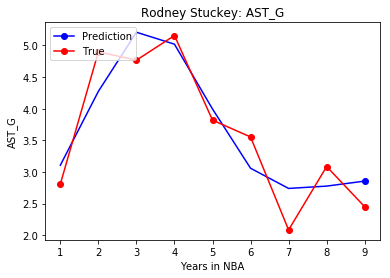 Rodney Stuckey: AST_G
Prediction
True
5.0
4.5
4.0
3.5
3.0
2.5
2.0
AST_G
1 2 3 4 5 6 7 8 9
Years in NBA